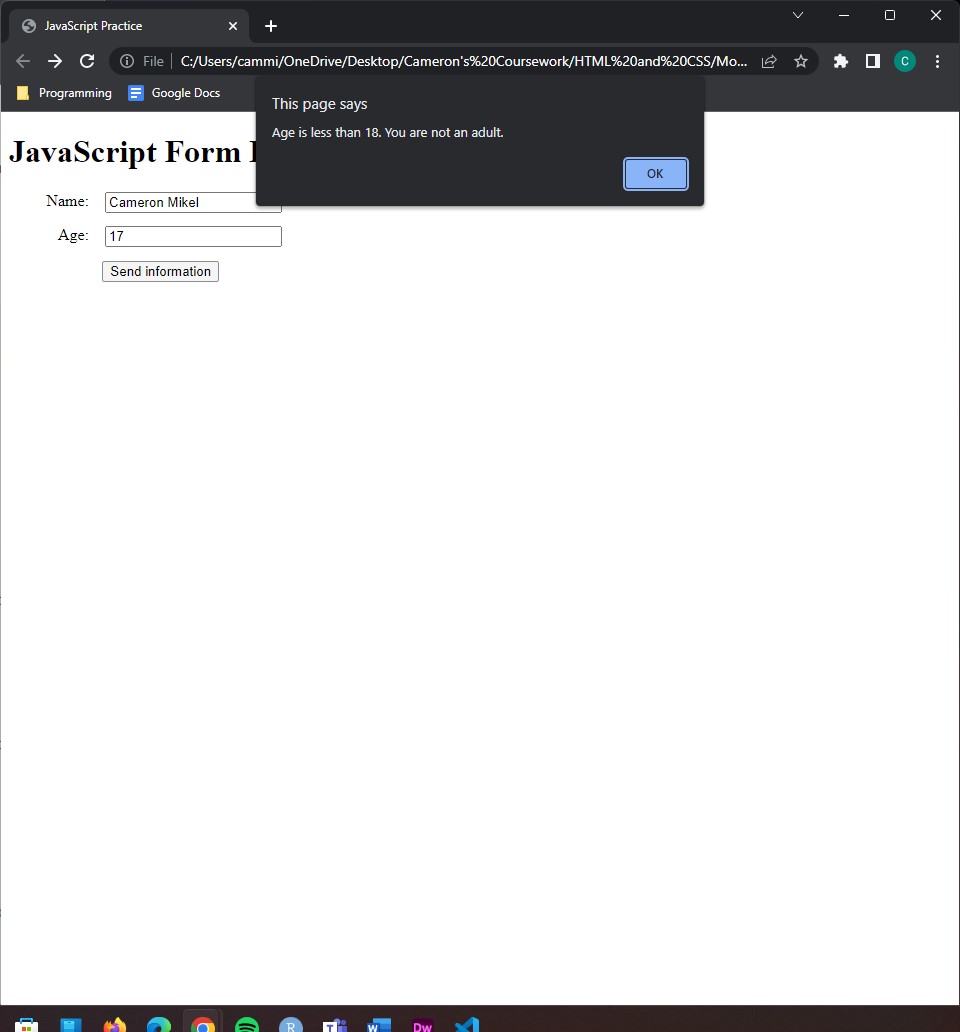 JavaScript Practice
File
C:/Users/cammi/OneDrive/Desktop/Cameron's%20Coursework/HTML%20and%20CSS/Mo...
C
Programming
Google Docs
This page says
Age is less than 18. You are not an adult.
OK
JavaScript Form
Name:
Cameron Mikel
Age:
17
Send information
R
T
W
Dw